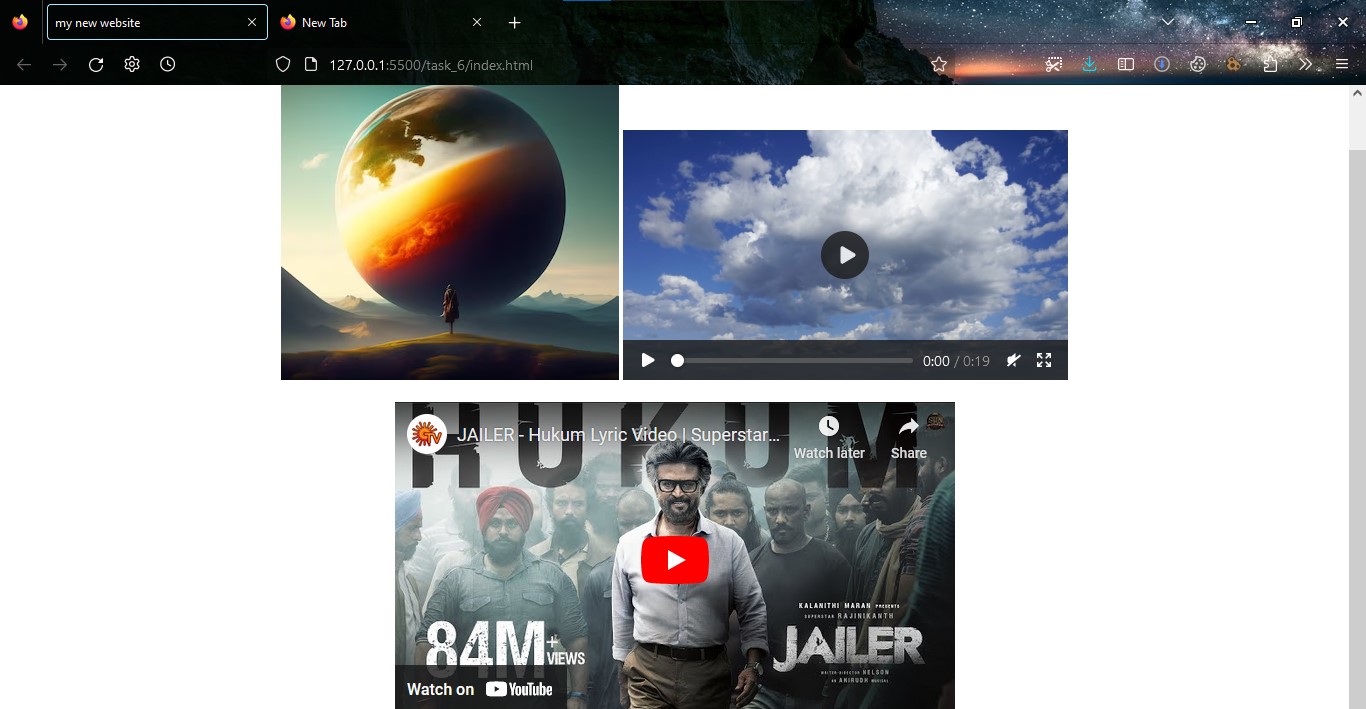 my new website
New Tab
127.0.0.1:5500/task_6/index.html
0:00 / 0:19
HUKUM
JAILER - Hukum Lyric Video | Superstar...
Watch later
Share
KALANITHI MARAN PRESENTS
SUPERSTAR RAJINIKANTH
JAILER
WRITER-DIRECTOR NELSON
AN ANIRUDH MUSICAL
84M+
VIEWS
Watch on YouTube